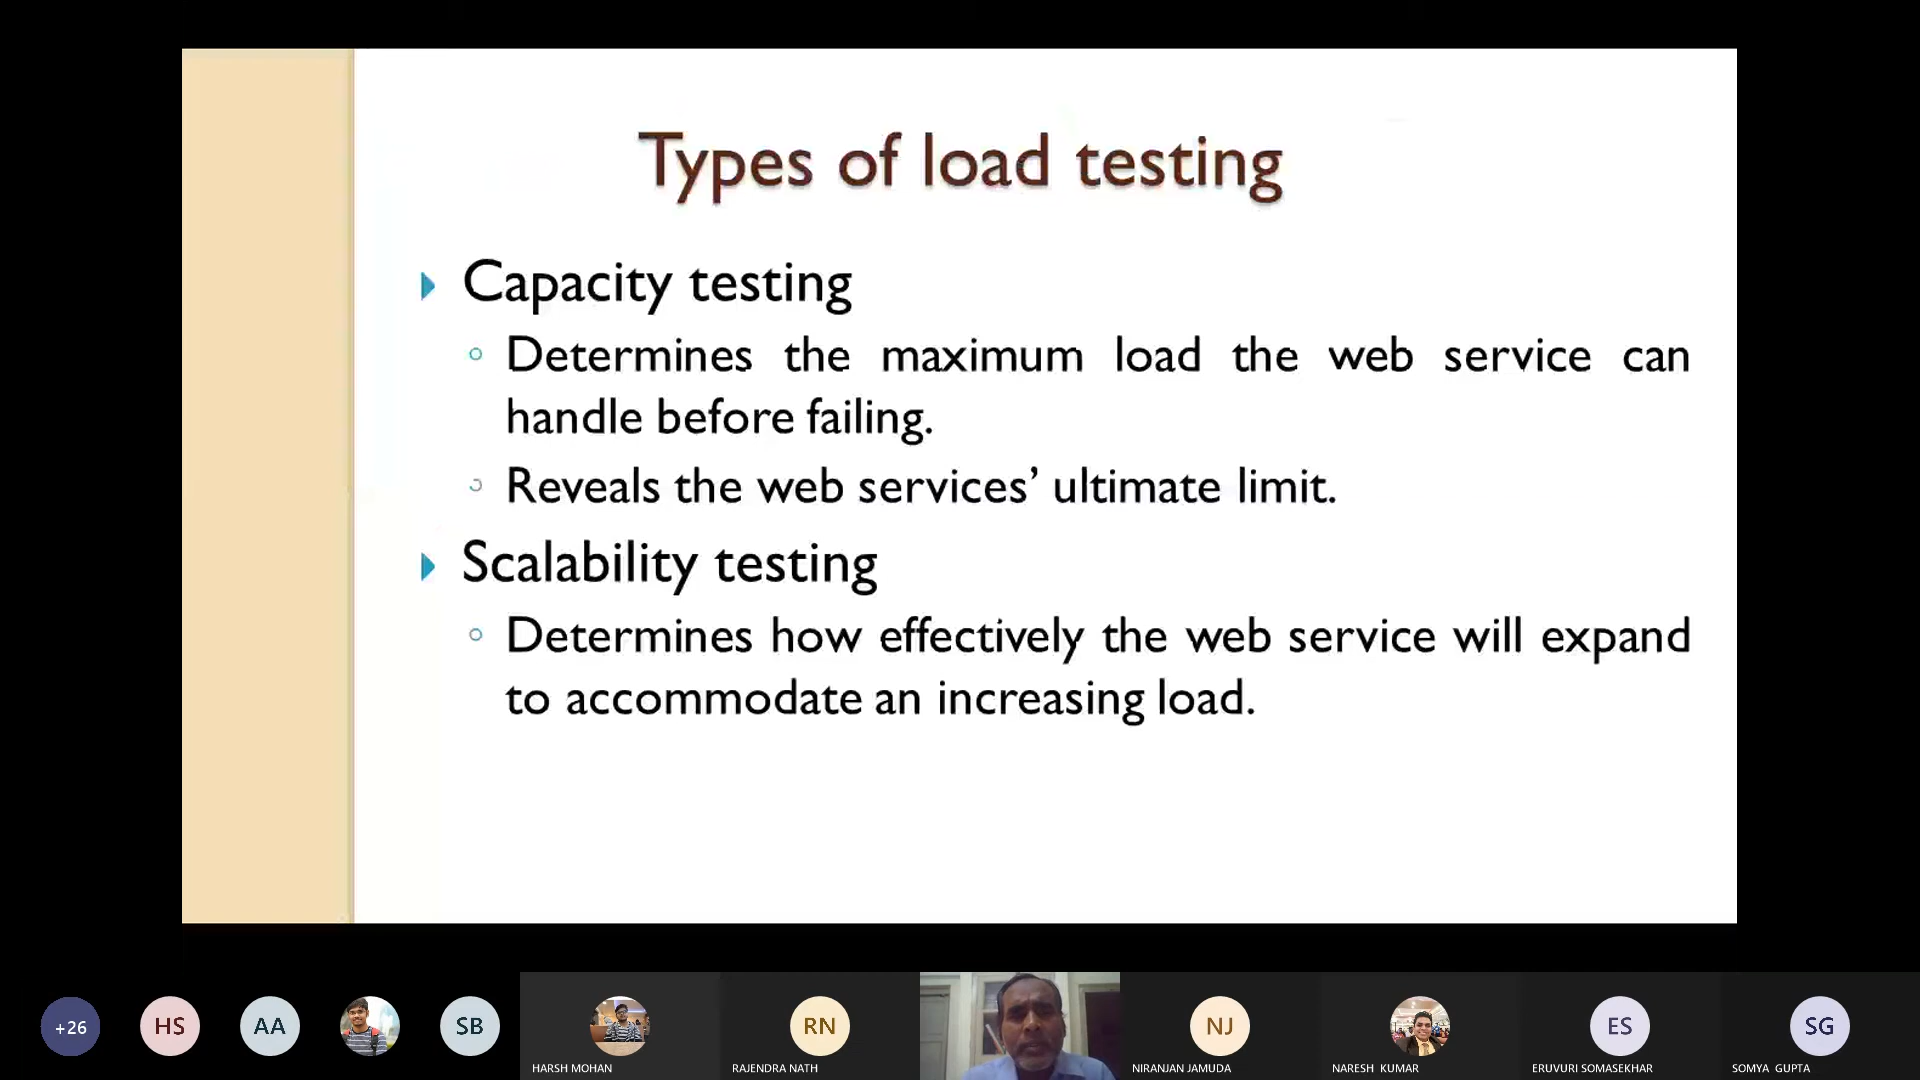 Types of load testing
Capacity testing
Determines the maximum load the web service can
handle before failing.
Reveals the web services’ ultimate limit.
Scalability testing
Determines how effectively the web service will expand
to accommodate an increasing load.
+26
HS
AA
SB
HARSH MOHAN
RN
RAJENDRA NATH
NJ
NIRANJAN JAMUDA
NARESH KUMAR
ES
ERUVURI SOMASEKHAR
SG
SOMYA GUPTA